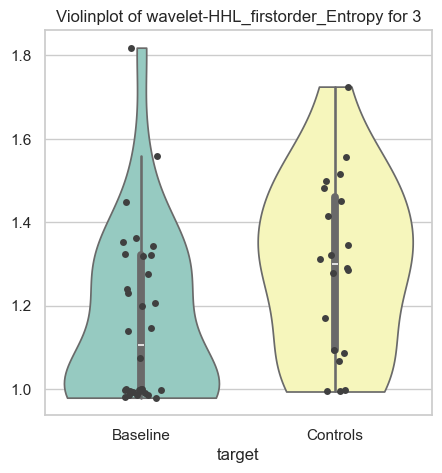 Violinplot of wavelet-HHL_firstorder_Entropy for 3
1.8
1.6
1.4
1.2
1.0
Baseline
Controls
target